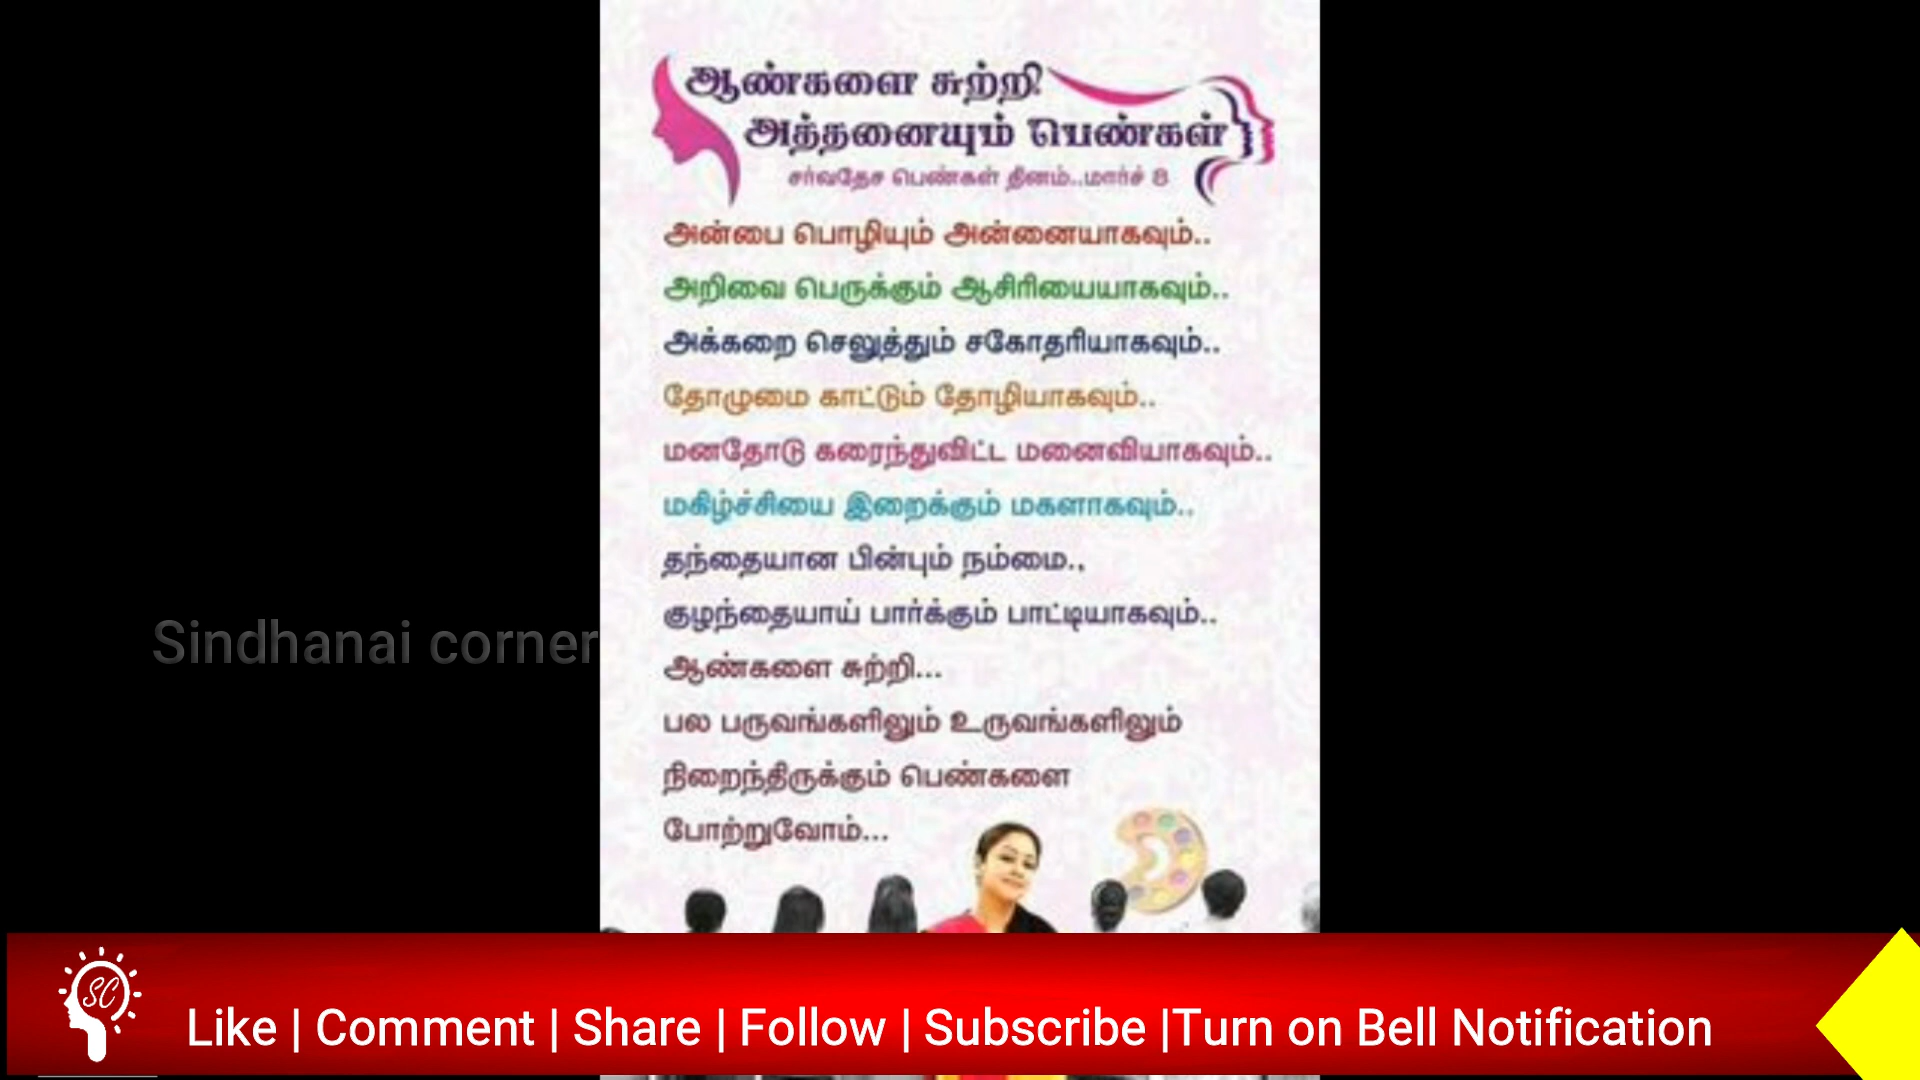 ஆண்களை சுற்றி
அத்தனையும் பெண்கள்
சர்வதேச பெண்கள் தினம்..மார்ச் 8
அன்பை பொழியும் அன்னையாகவும்..
அறிவை பெருக்கும் ஆசிரியையாகவும்..
அக்கறை செலுத்தும் சகோதரியாகவும்..
தோழுமை காட்டும் தோழியாகவும்..
மனதோடு கரைந்துவிட்ட மனைவியாகவும்..
மகிழ்ச்சியை இறைக்கும் மகளாகவும்..
தந்தையான பின்பும் நம்மை.,
குழந்தையாய் பார்க்கும் பாட்டியாகவும்..
ஆண்களை சுற்றி...
பல பருவங்களிலும் உருவங்களிலும்
நிறைந்திருக்கும் பெண்களை
போற்றுவோம்...
Sindhanai corner
SC
Like | Comment | Share | Follow | Subscribe |Turn on Bell Notification